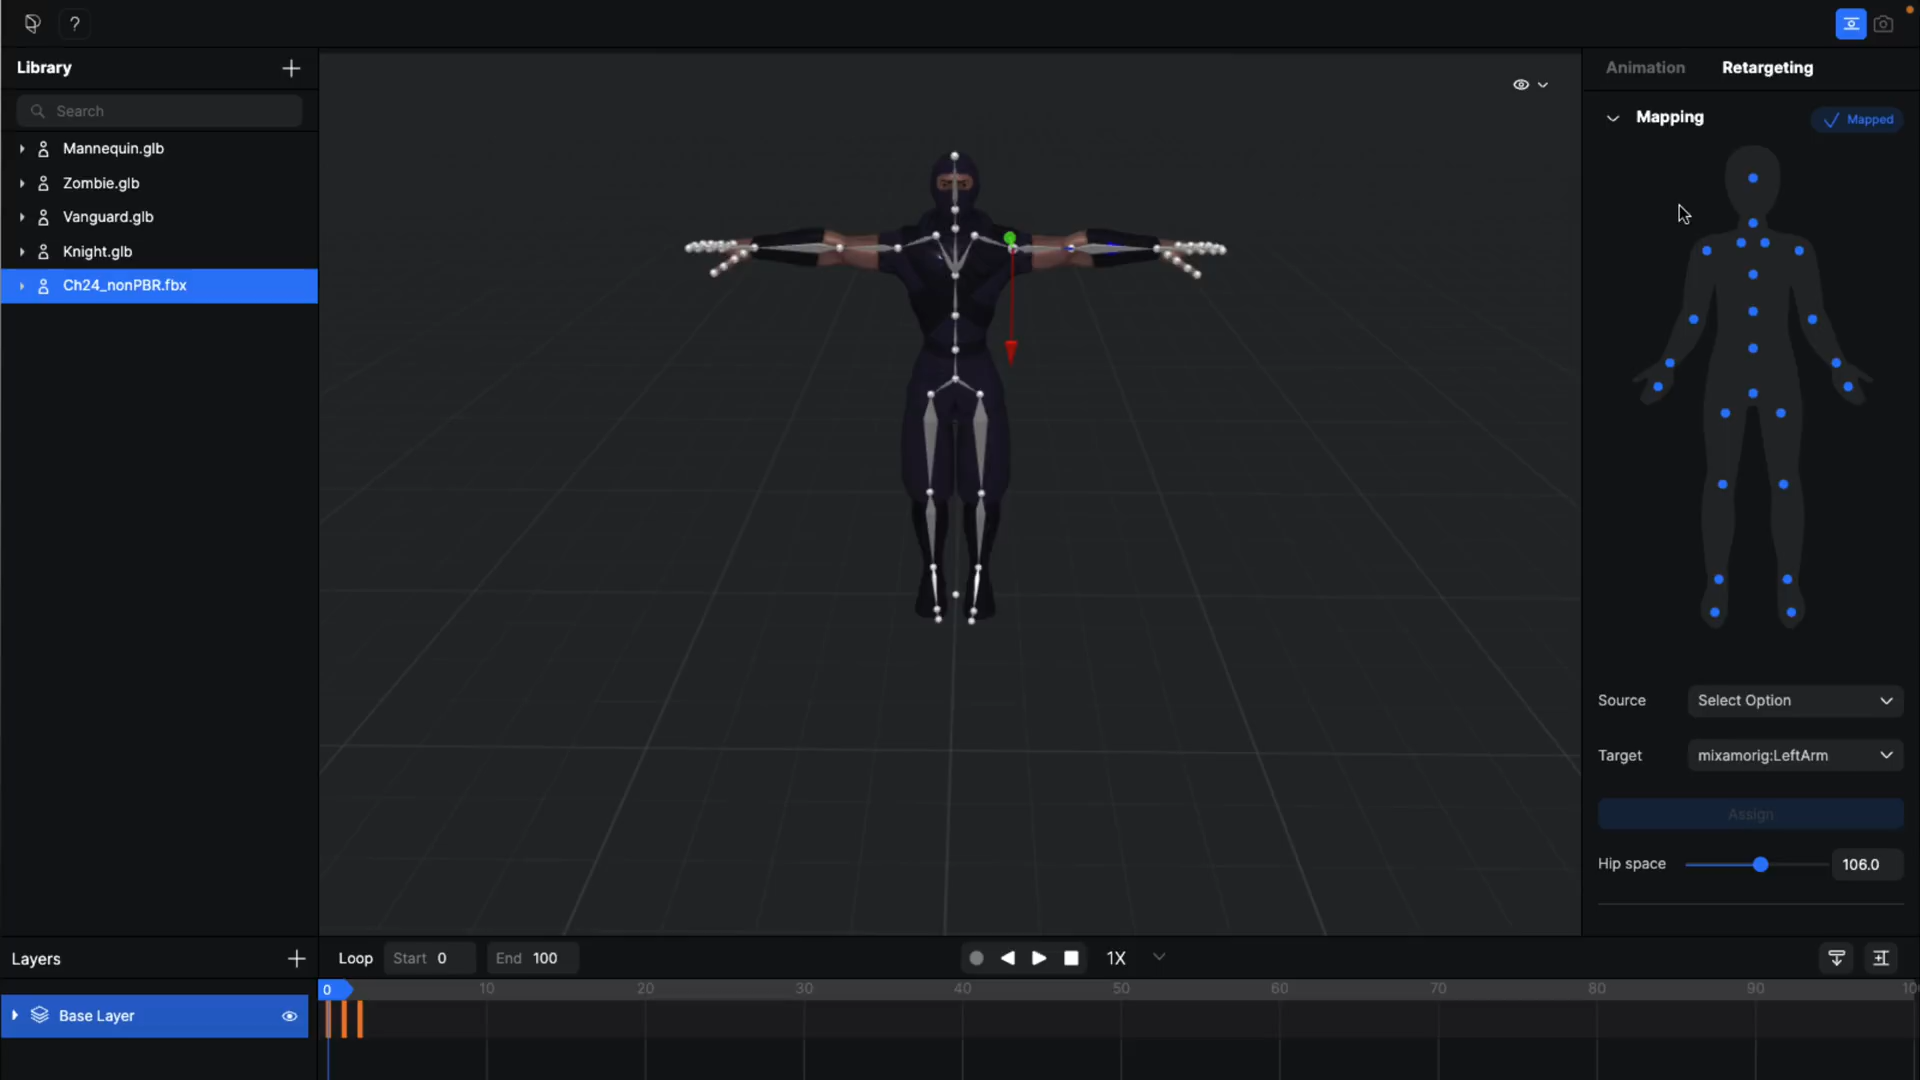 ?
Library
Search
Mannequin.glb
Zombie.glb
Vanguard.glb
Knight.glb
Ch24_nonPBR.fbx
Animation Retargeting
Mapping Mapped
Source Select Option
Target mixamorig:LeftArm
Assign
Hip space 106.0
Layers
Loop Start 0 End 100 1X
0 10 20 30 40 50 60 70 80 90
Base Layer